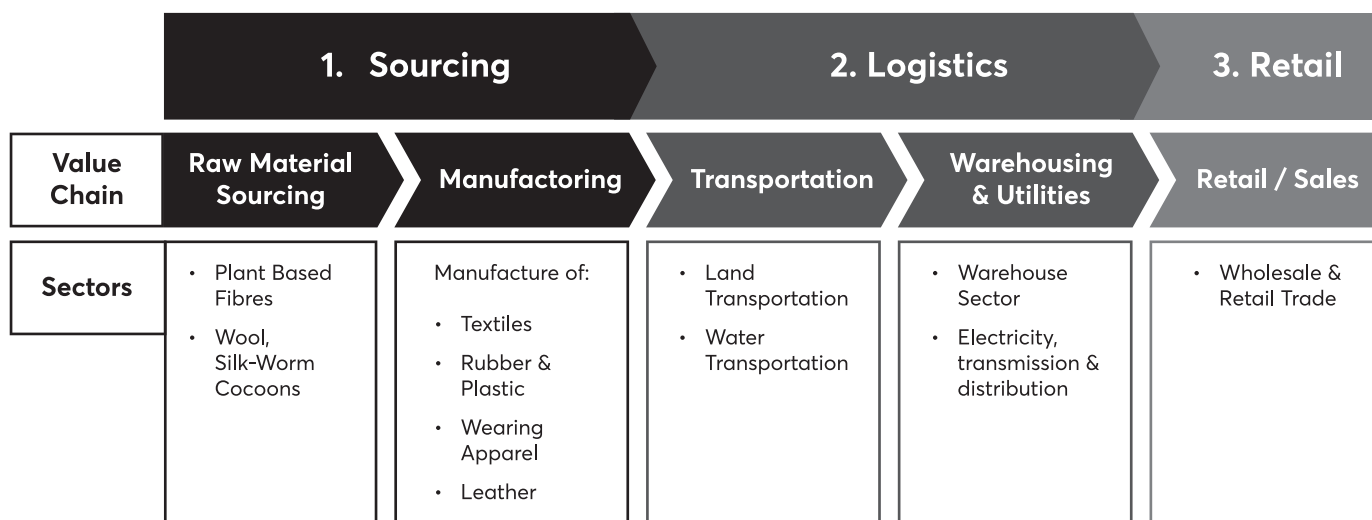 1. Sourcing
2. Logistics
3. Retail
Value
Chain
Raw Material
Sourcing
Manufactoring
Transportation
Warehousing
& Utilities
Retail / Sales
Sectors
• Plant Based
Fibres
• Wool,
Silk-Worm
Cocoons
Manufacture of:
• Textiles
• Rubber &
Plastic
• Wearing
Apparel
• Leather
• Land
Transportation
• Water
Transportation
• Warehouse
Sector
• Electricity,
transmission &
distribution
• Wholesale &
Retail Trade